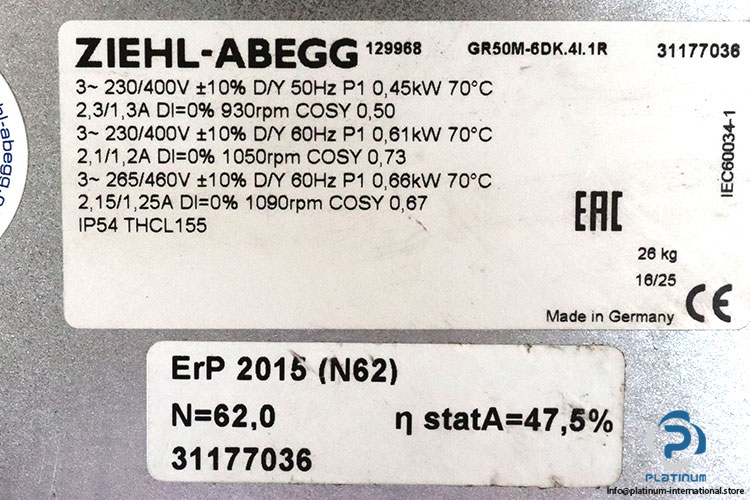 ZIEHL-ABEGG 129968 GR50M-6DK.4I.1R 31177036
3~ 230/400V ±10% D/Y 50Hz P1 0,45kW 70°C
2,3/1,3A DI=0% 930rpm COSY 0,50
3~ 230/400V ±10% D/Y 60Hz P1 0,61kW 70°C
2,1/1,2A DI=0% 1050rpm COSY 0,73
3~ 265/460V ±10% D/Y 60Hz P1 0,66kW 70°C
2,15/1,25A DI=0% 1090rpm COSY 0,67
IP54 THCL155
IEC60034-1
EAC
26 kg
16/25
Made in Germany CE
ErP 2015 (N62)
N=62,0 η statA=47,5%
31177036
PLATINUM
Info@platinum-international.store